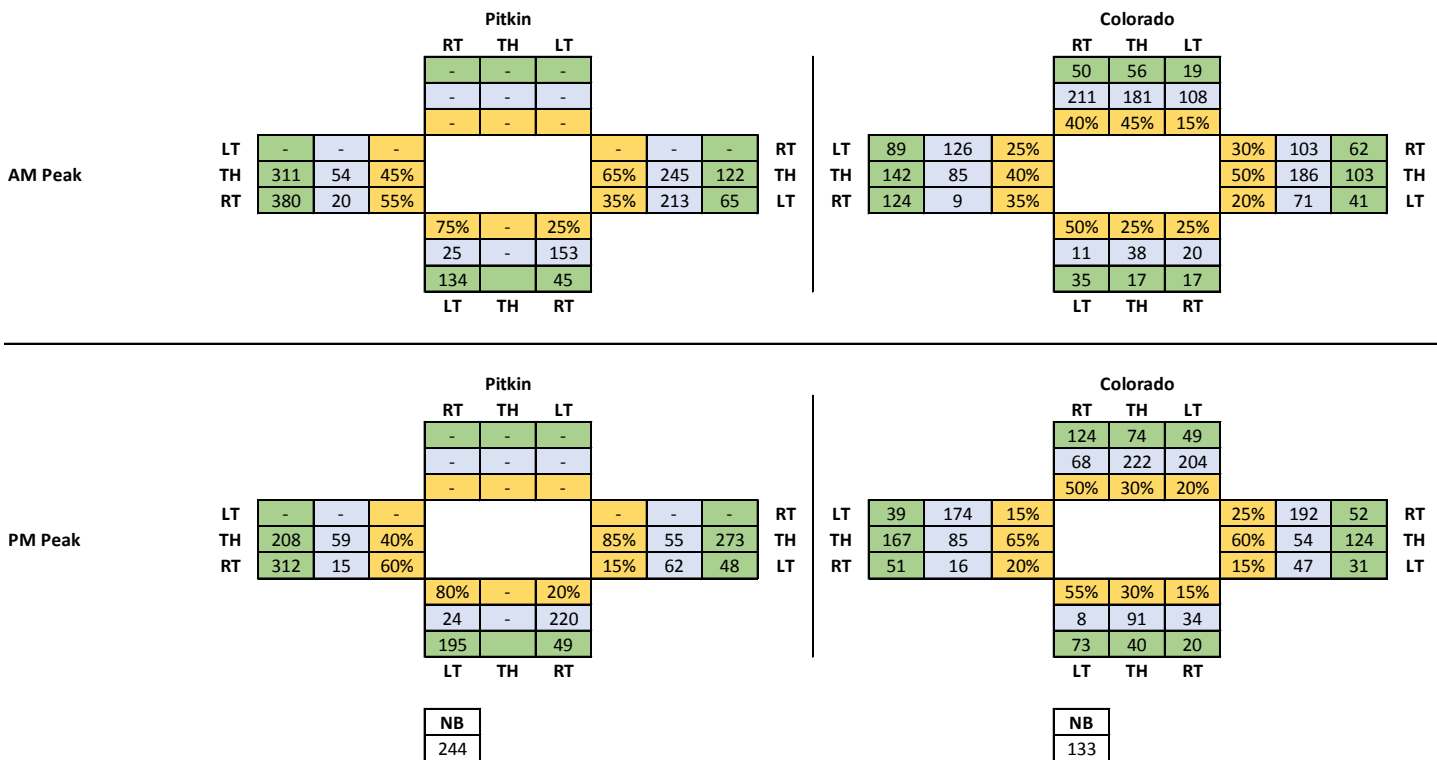 Pitkin Colorado
RT TH LT RT TH LT
- - - 50 56 19
- - - 211 181 108
- - - 40% 45% 15%
LT - - - - - - RT LT 89 126 25% 30% 103 62 RT
AM Peak TH 311 54 45% 65% 245 122 TH TH 142 85 40% 50% 186 103 TH
RT 380 20 55% 35% 213 65 LT RT 124 9 35% 20% 71 41 LT
75% - 25% 50% 25% 25%
25 - 153 11 38 20
134 45 35 17 17
LT TH RT LT TH RT
Pitkin Colorado
RT TH LT RT TH LT
- - - 124 74 49
- - - 68 222 204
- - - 50% 30% 20%
LT - - - - - - RT LT 39 174 15% 25% 192 52 RT
PM Peak TH 208 59 40% 85% 55 273 TH TH 167 85 65% 60% 54 124 TH
RT 312 15 60% 15% 62 48 LT RT 51 16 20% 15% 47 31 LT
80% - 20% 55% 30% 15%
24 - 220 8 91 34
195 49 73 40 20
LT TH RT LT TH RT
NB NB
244 133